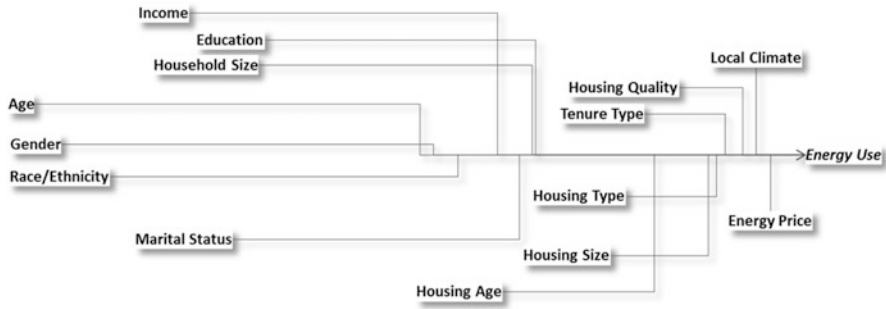 Income
Education
Household Size
Local Climate
Housing Quality
Age
Tenure Type
Gender
Energy Use
Race/Ethnicity
Housing Type
Energy Price
Marital Status
Housing Size
Housing Age